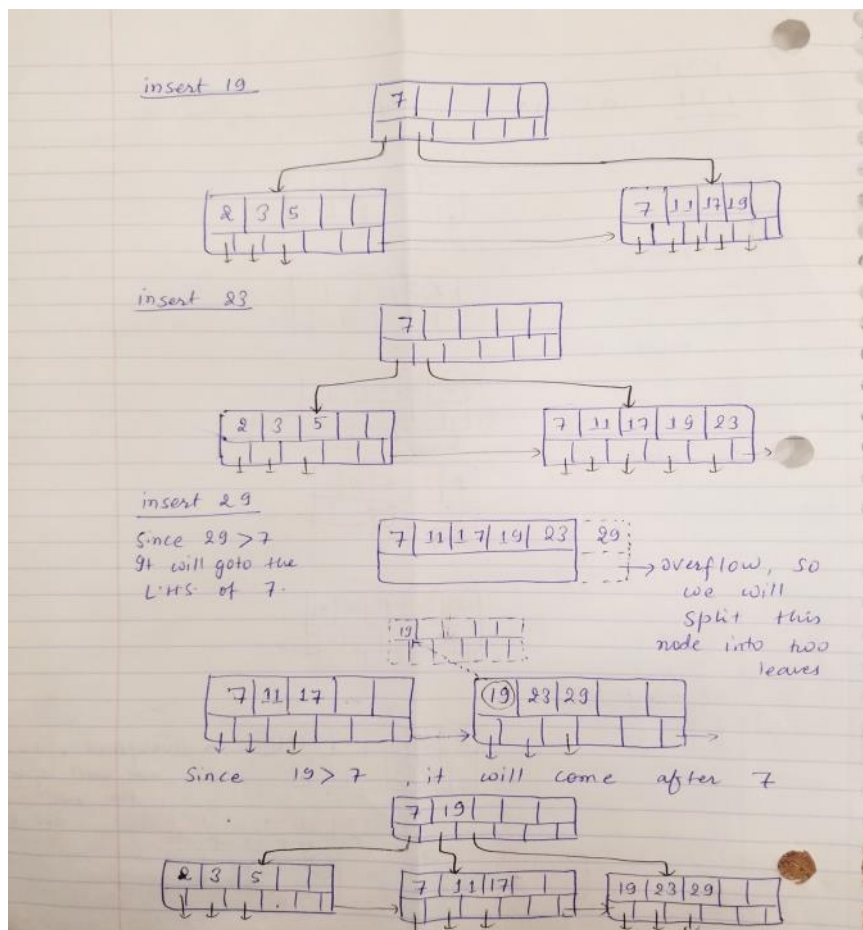 insert 19
7
2 3 5 7 11 17 19
insert 23
7
2 3 5 7 11 17 19 23
insert 29
Since 29 > 7
It will goto the
LHS of 7.
7 11 17 19 23 29
overflow, so
we will
split this
node into two
leaves
19
7 11 17 19 23 29
Since 19 > 7 , it will come after 7
7 19
2 3 5 7 11 17 19 23 29